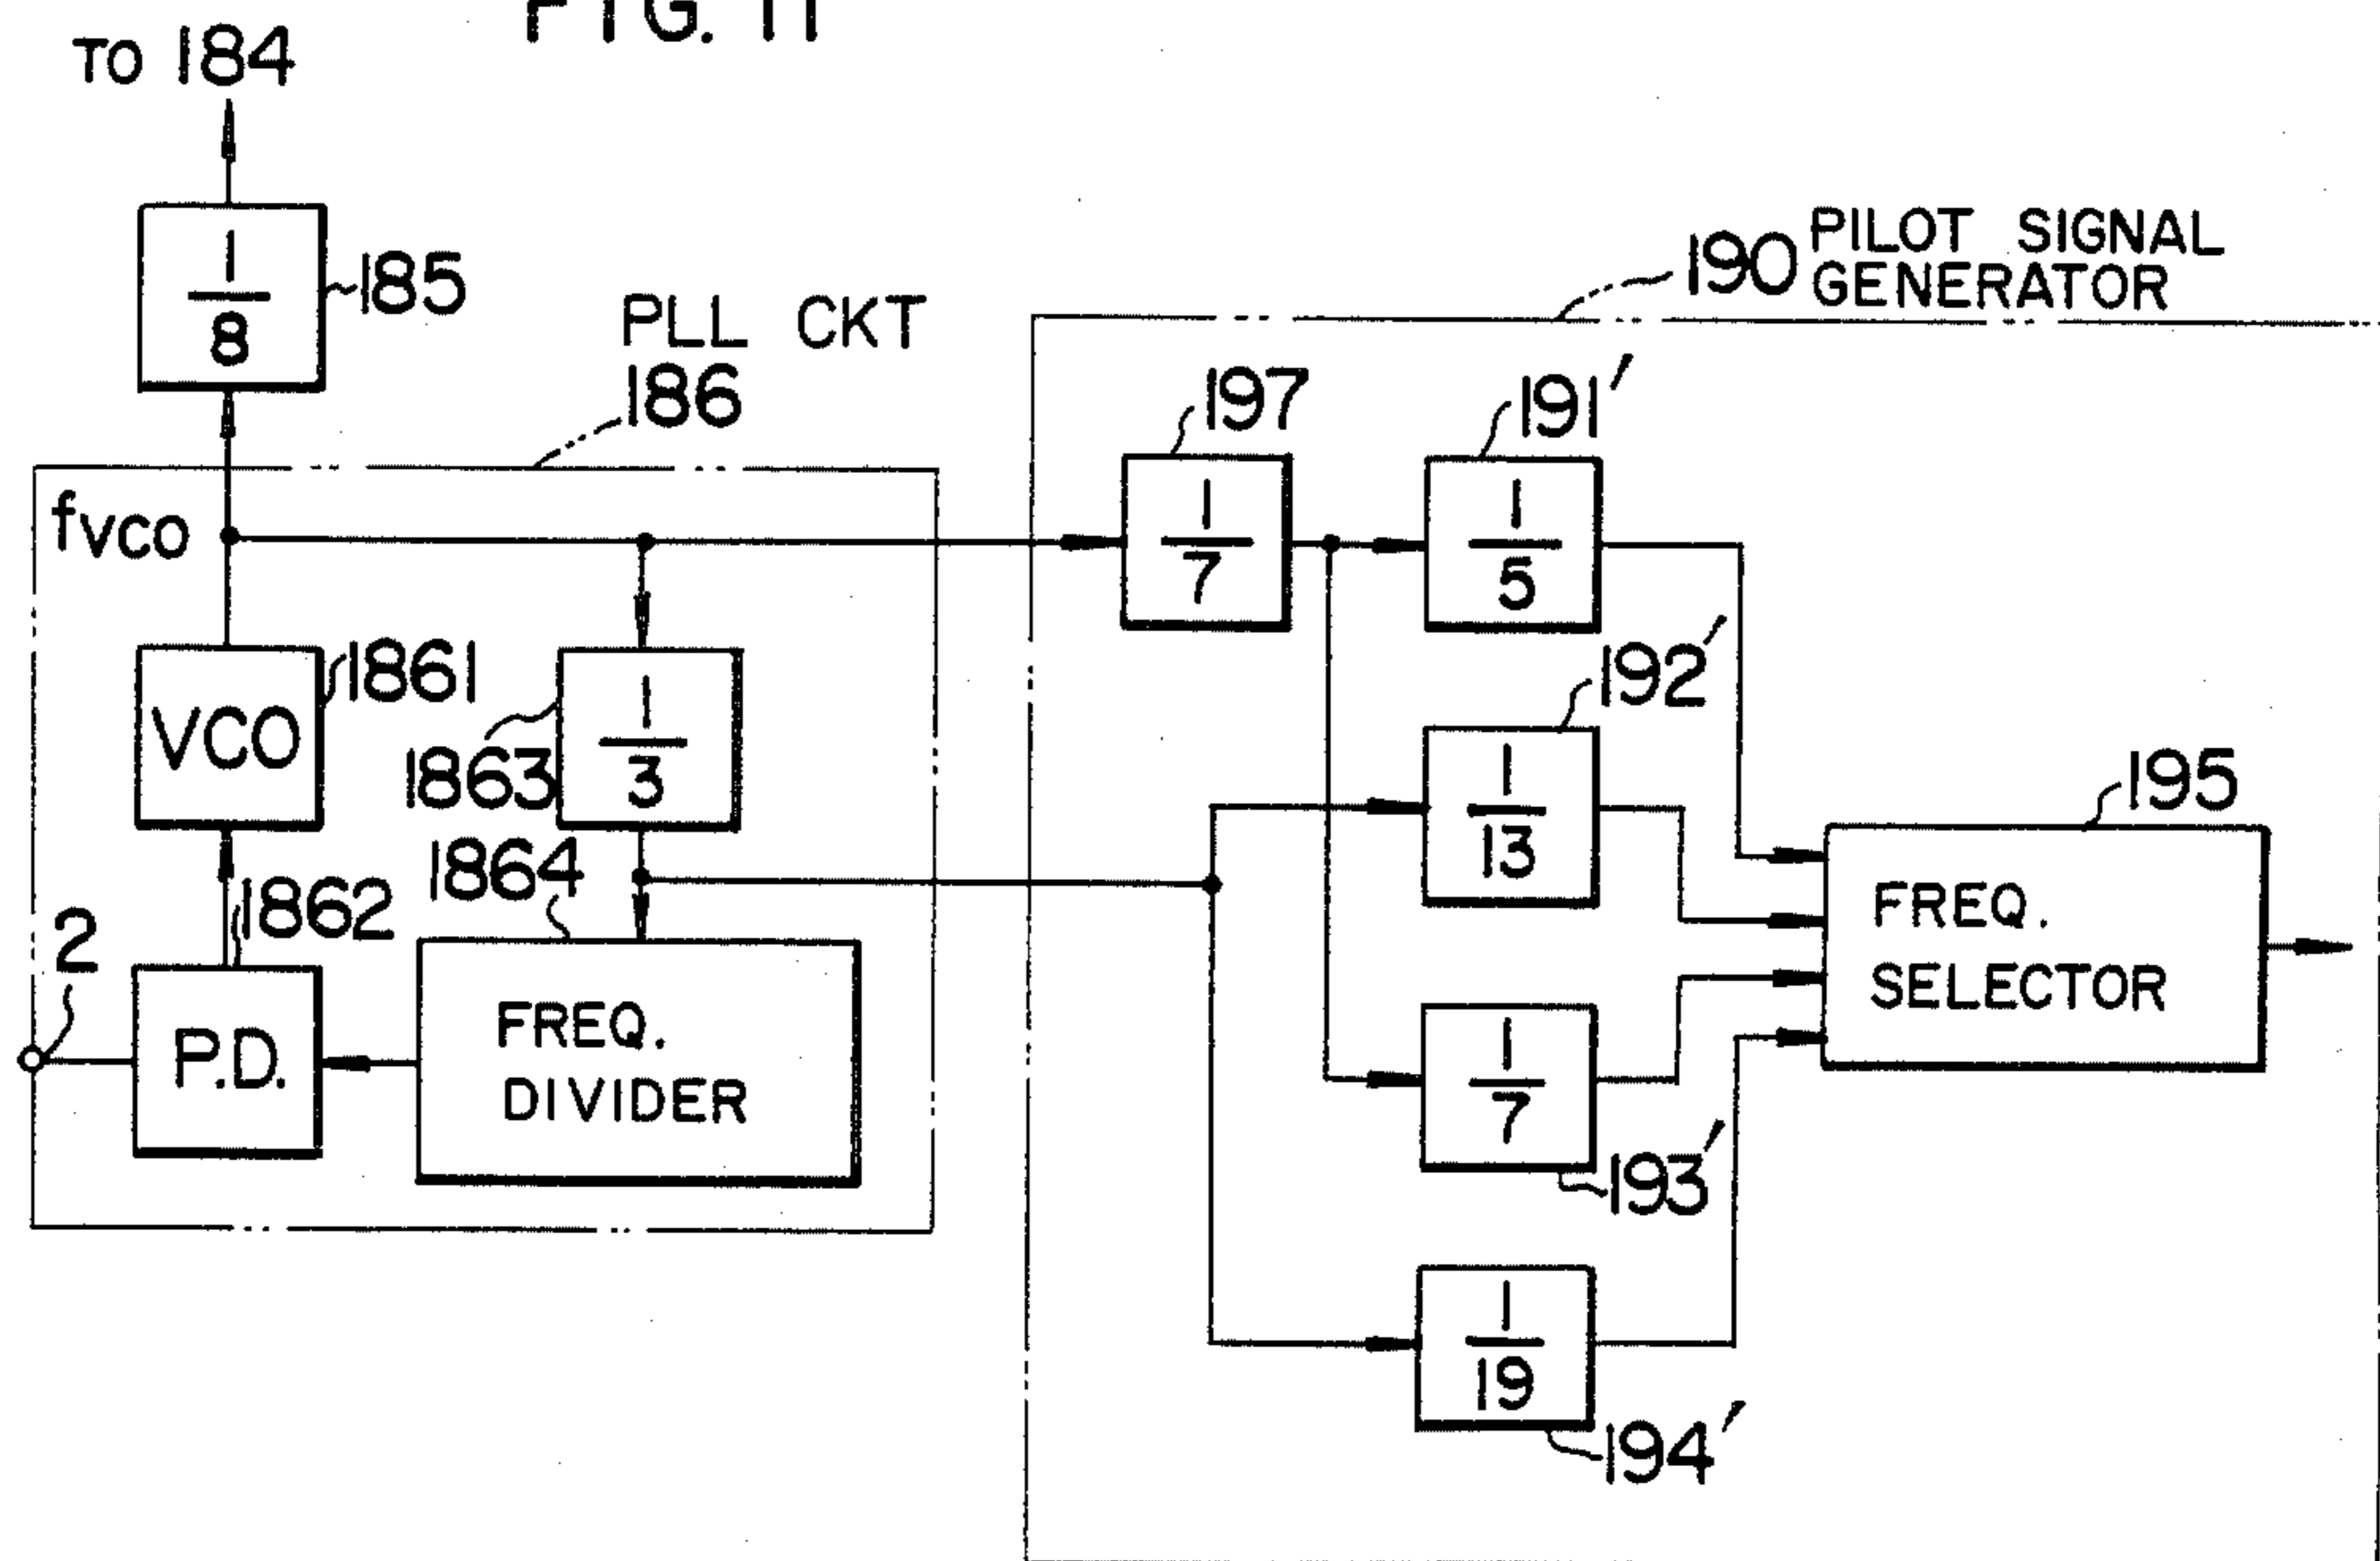 FIG. 11
TO 184
1
8
185
PLL CKT
186
190 PILOT SIGNAL
GENERATOR
fvco
197
1
7
191'
1
5
VCO
1861
1
3
1863
192'
1
13
195
1864
1862
2
P.D.
FREQ.
DIVIDER
FREQ.
SELECTOR
1
7
193'
1
19
194'